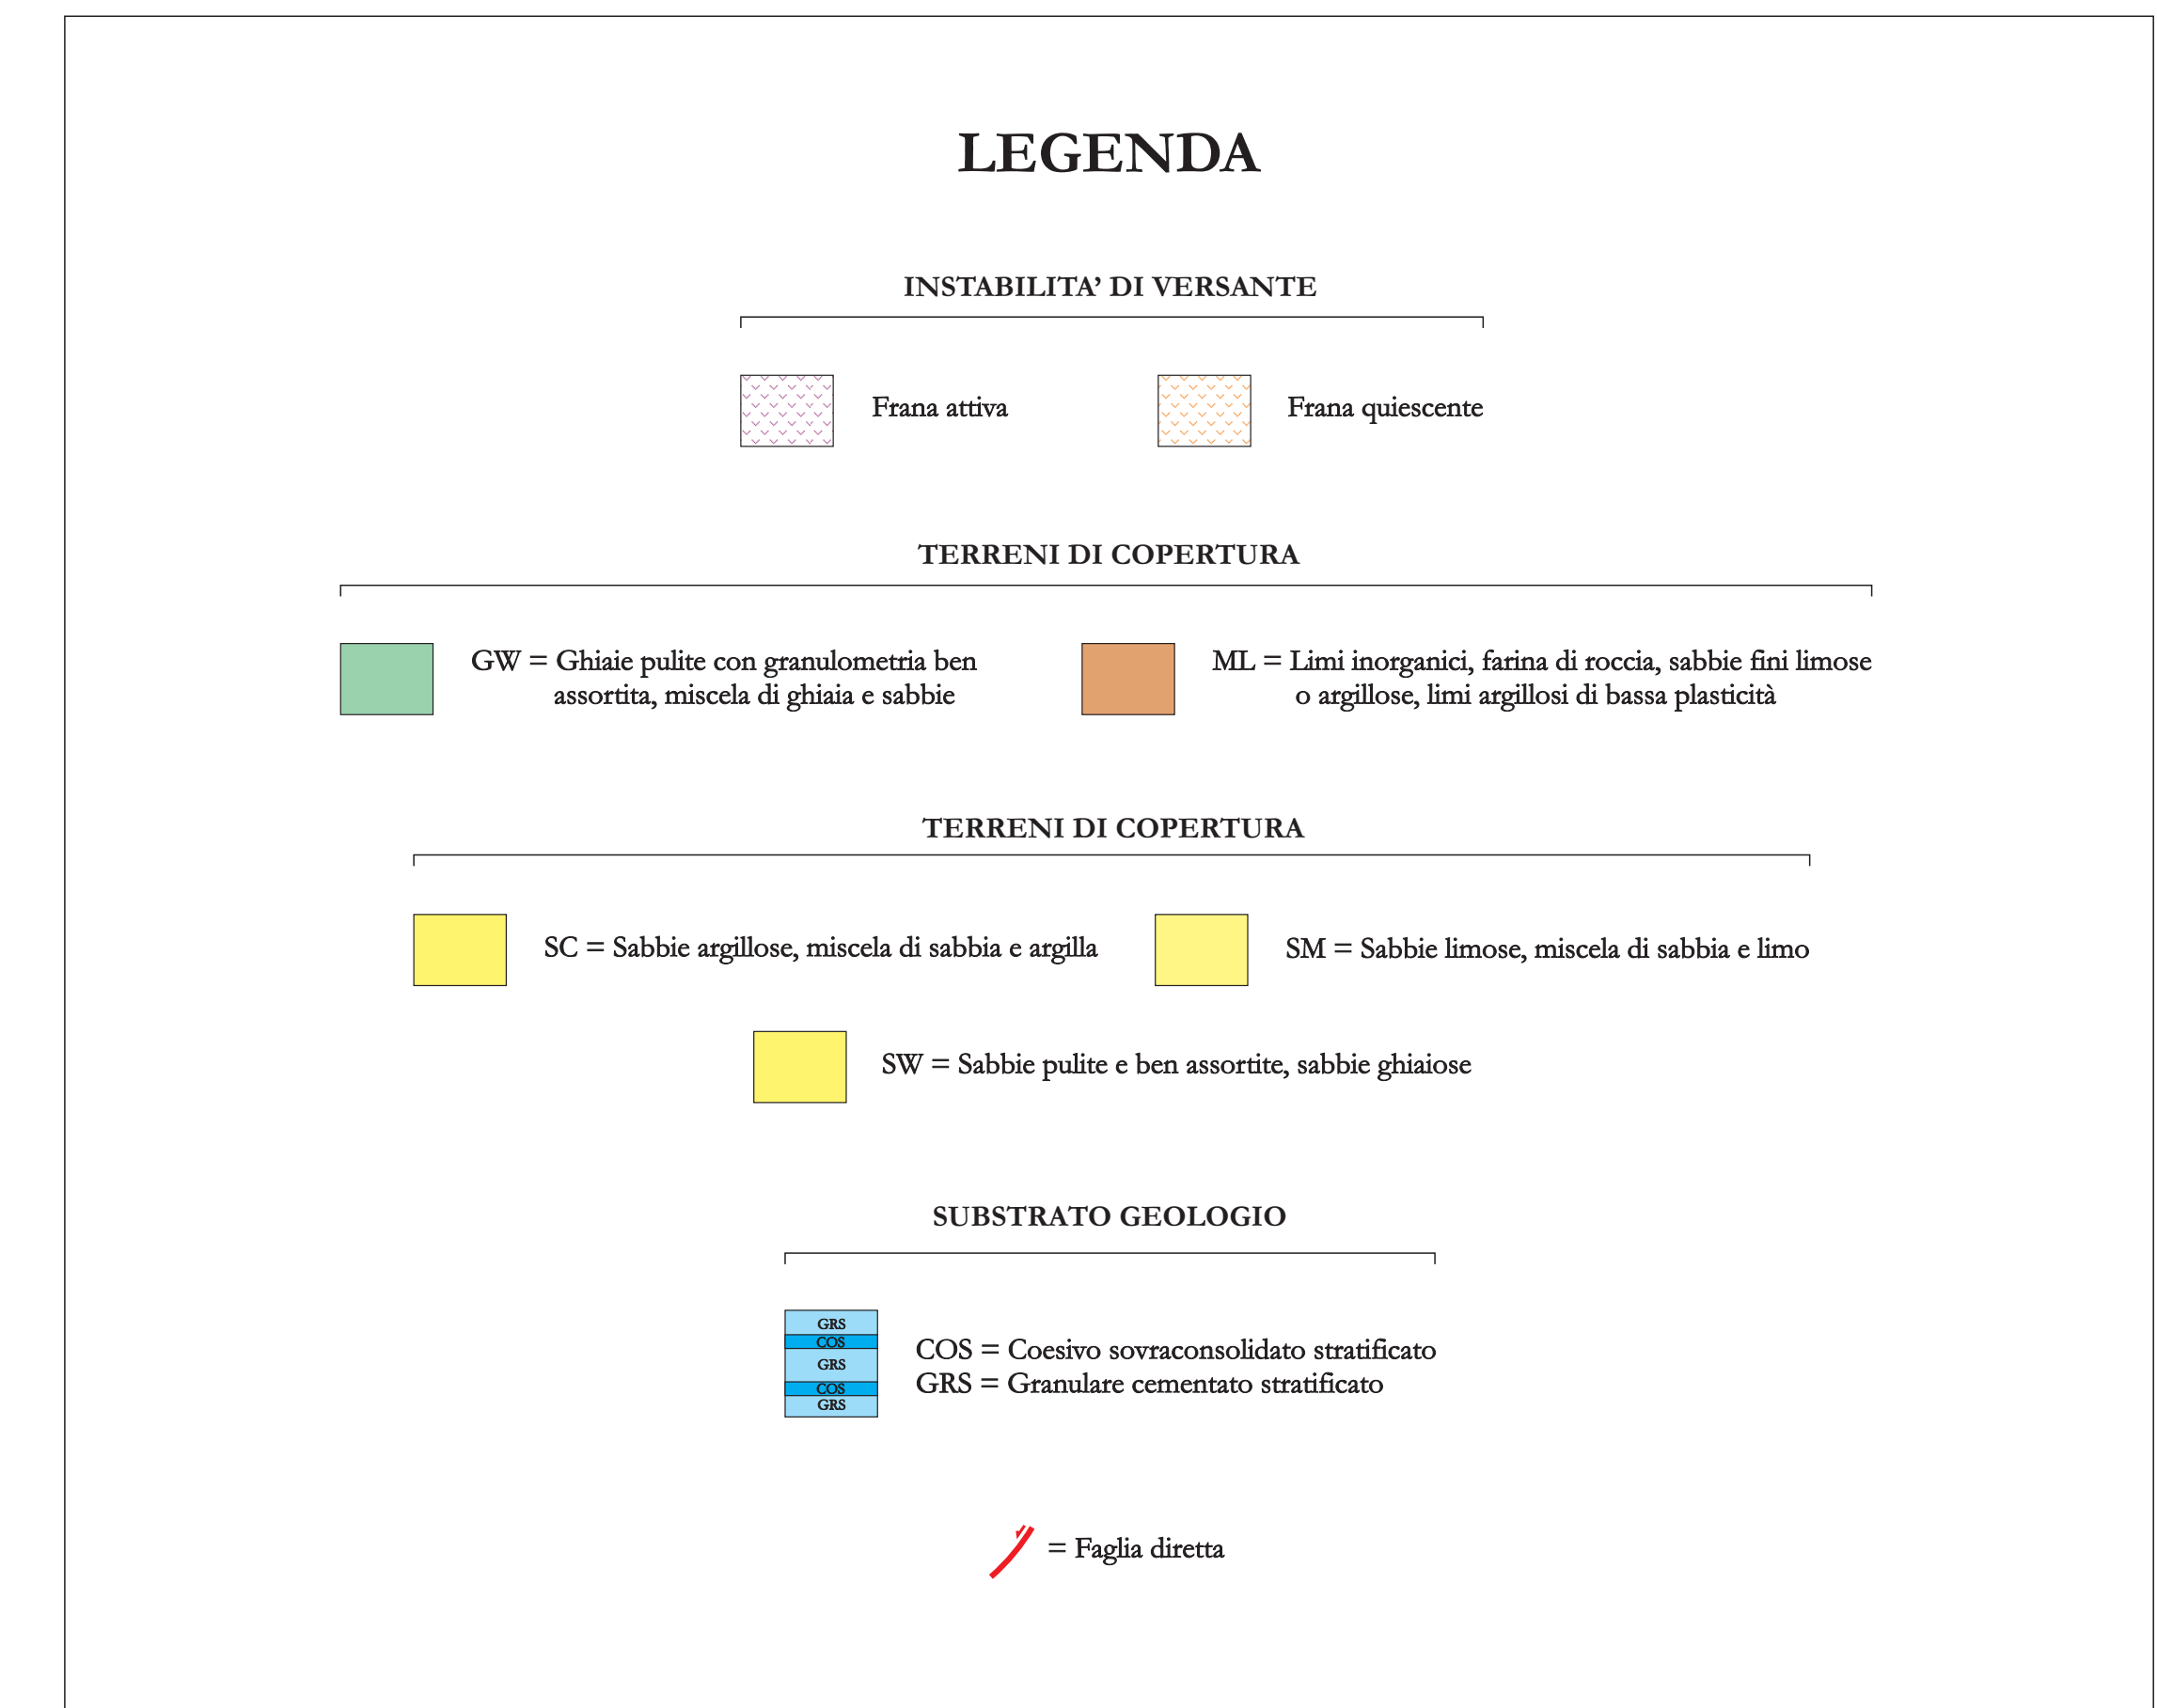 LEGENDA
INSTABILITA’ DI VERSANTE
Frana attiva
Frana quiescente
TERRENI DI COPERTURA
GW = Ghiaie pulite con granulometria ben
assortita, miscela di ghiaia e sabbie
ML = Limi inorganici, farina di roccia, sabbie fini limose
o argillose, limi argillosi di bassa plasticità
TERRENI DI COPERTURA
SC = Sabbie argillose, miscela di sabbia e argilla
SM = Sabbie limose, miscela di sabbia e limo
SW = Sabbie pulite e ben assortite, sabbie ghiaiose
SUBSTRATO GEOLOGIO
GRS
COS
GRS
COS
GRS
COS = Coesivo sovraconsolidato stratificato
GRS = Granulare cementato stratificato
= Faglia diretta